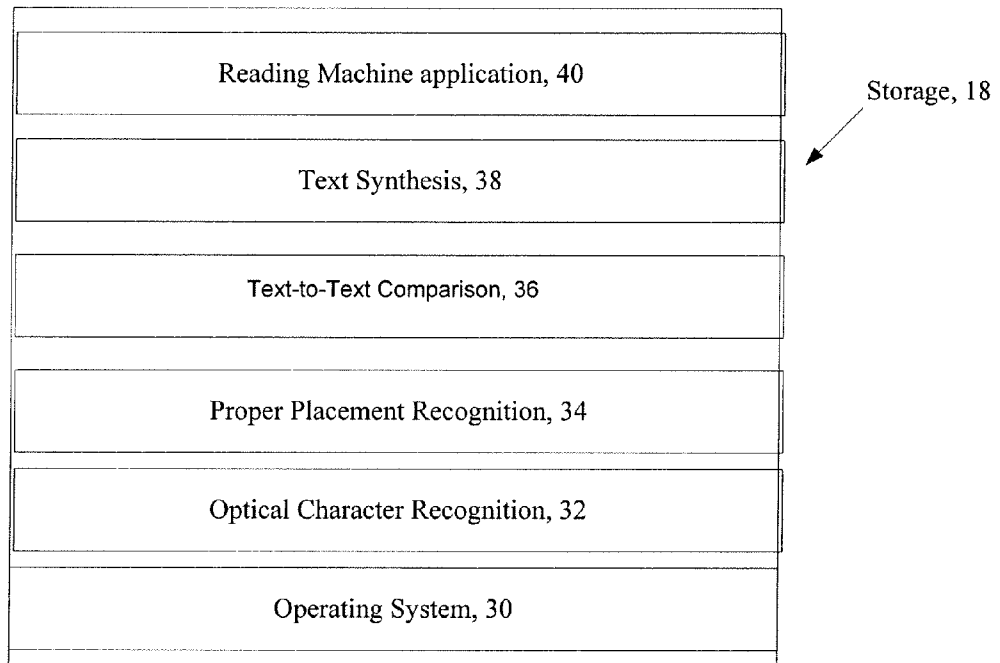 Reading Machine application, 40
Storage, 18
Text Synthesis, 38
Text-to-Text Comparison, 36
Proper Placement Recognition, 34
Optical Character Recognition, 32
Operating System, 30